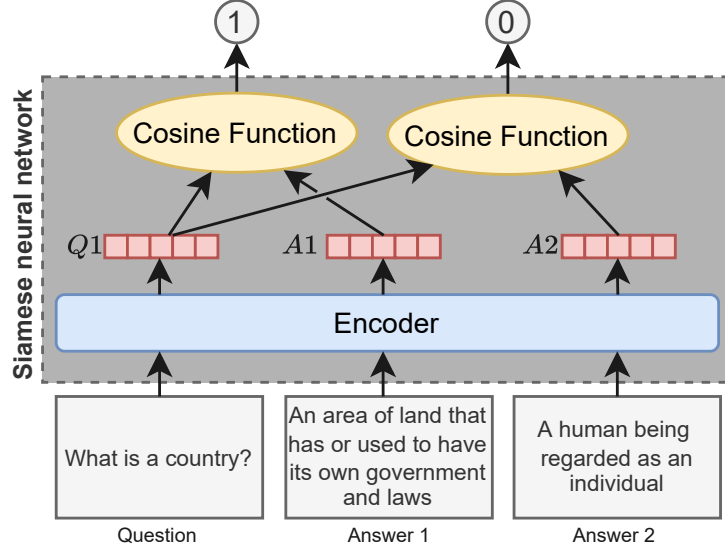 1
0
Siamese neural network
Cosine Function
Cosine Function
Q1
A1
A2
Encoder
What is a country?
An area of land that
has or used to have
its own government
and laws
A human being
regarded as an
individual
Question
Answer 1
Answer 2